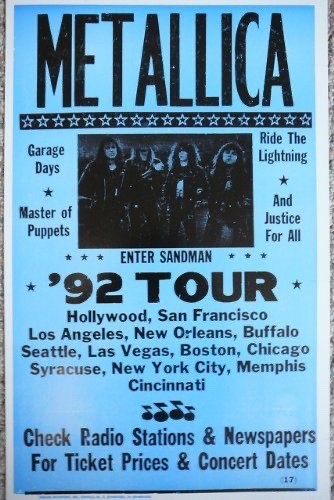 METALLICA
Garage
Days
Master of
Puppets
Ride The
Lightning
And
Justice
For All
ENTER SANDMAN
'92 TOUR
Hollywood, San Francisco
Los Angeles, New Orleans, Buffalo
Seattle, Las Vegas, Boston, Chicago
Syracuse, New York City, Memphis
Cincinnati
Check Radio Stations & Newspapers
For Ticket Prices & Concert Dates
(17)